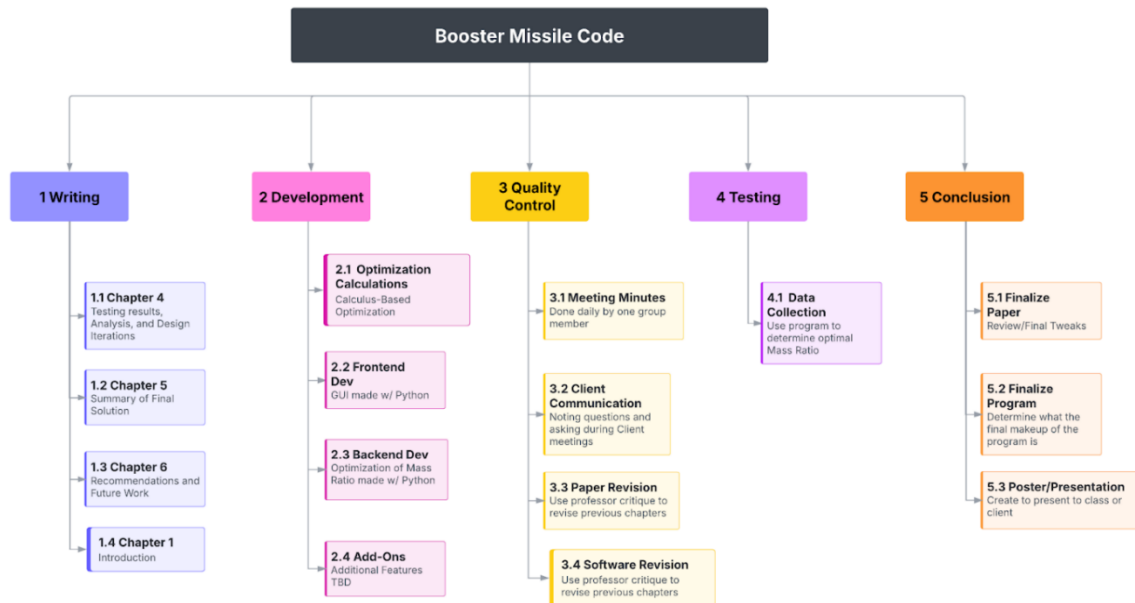 Booster Missile Code
1 Writing
2 Development
3 Quality
Control
4 Testing
5 Conclusion
1.1 Chapter 4
Testing results,
Analysis, and Design
Iterations
1.2 Chapter 5
Summary of Final
Solution
1.3 Chapter 6
Recommendations and
Future Work
1.4 Chapter 1
Introduction
2.1 Optimization
Calculations
Calculus-Based
Optimization
2.2 Frontend
Dev
GUI made w/ Python
2.3 Backend Dev
Optimization of Mass
Ratio made w/ Python
2.4 Add-Ons
Additional Features
TBD
3.1 Meeting Minutes
Done daily by one group
member
3.2 Client
Communication
Noting questions and
asking during Client
meetings
3.3 Paper Revision
Use professor critique to
revise previous chapters
3.4 Software Revision
Use professor critique to
revise previous chapters
4.1 Data
Collection
Use program to
determine optimal
Mass Ratio
5.1 Finalize
Paper
Review/Final Tweaks
5.2 Finalize
Program
Determine what the
final makeup of the
program is
5.3 Poster/Presentation
Create to present to class or
client